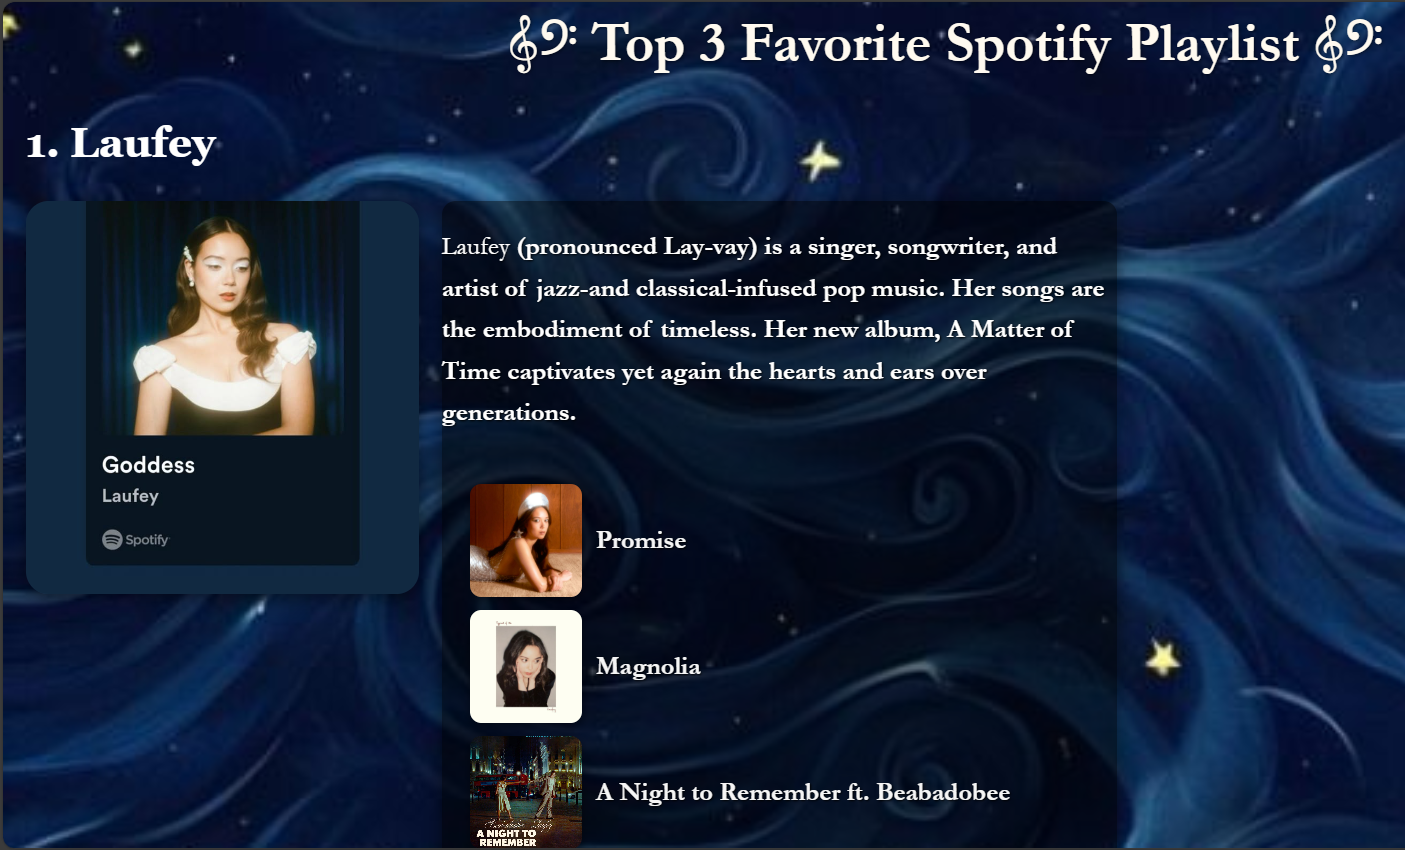 𝄞𝄢 Top 3 Favorite Spotify Playlist 𝄞𝄢
1. Laufey
Goddess
Laufey
Spotify
Laufey (pronounced Lay-vay) is a singer, songwriter, and
artist of jazz-and classical-infused pop music. Her songs are
the embodiment of timeless. Her new album, A Matter of
Time captivates yet again the hearts and ears over
generations.
Promise
Magnolia
A NIGHT TO
REMEMBER
A Night to Remember ft. Beabadobee